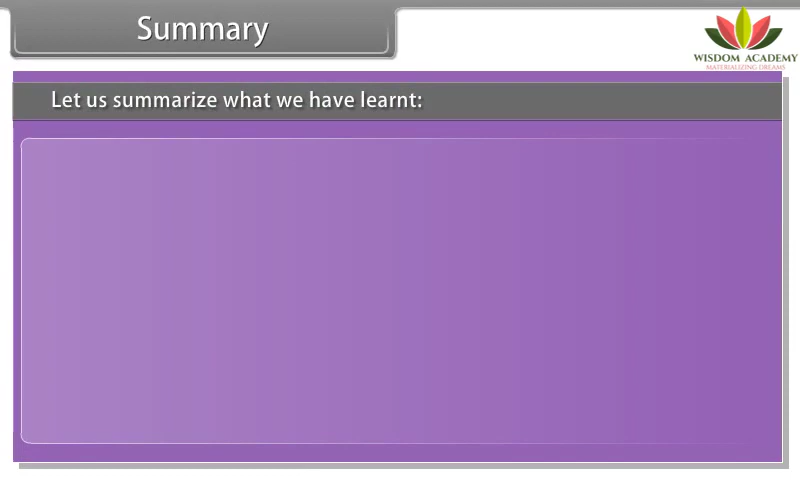 Summary
WISDOM ACADEMY
MATERIALIZING DREAMS
Let us summarize what we have learnt: